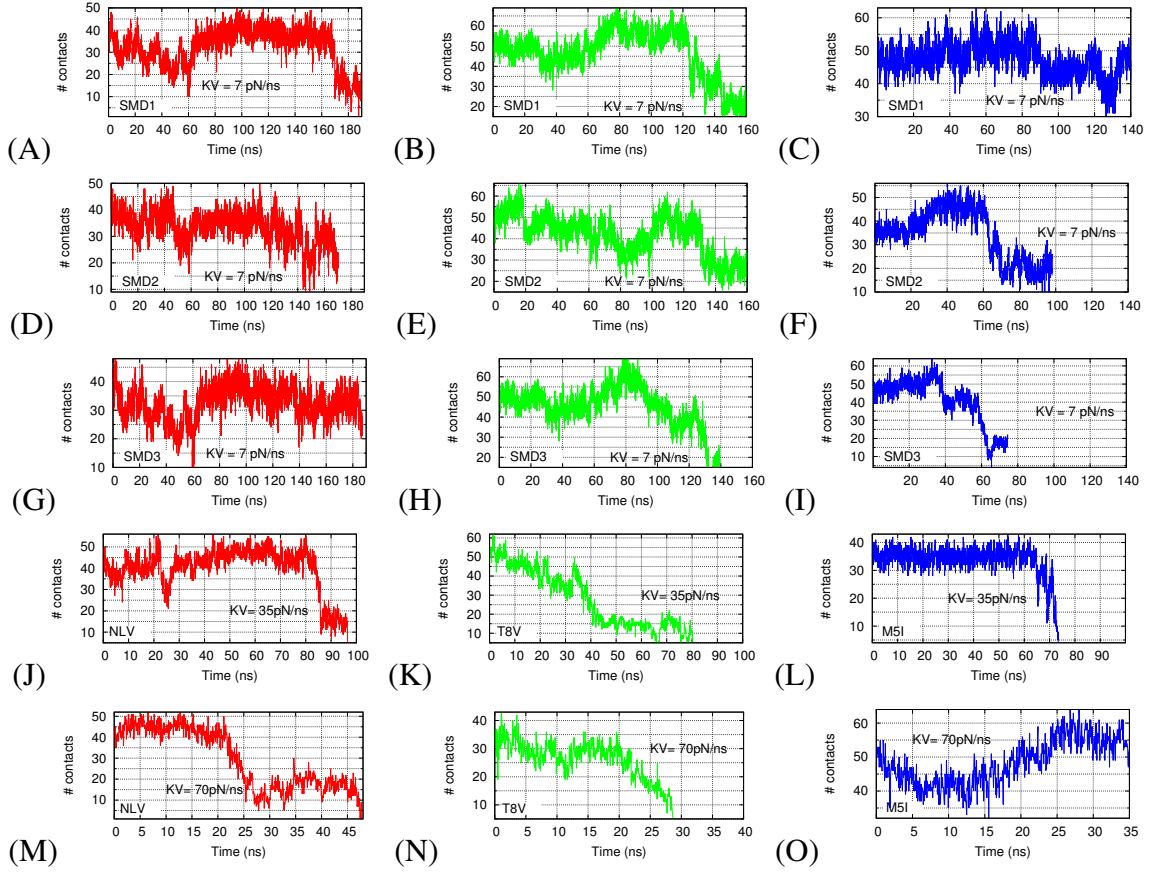 50
40
30
20
10
# contacts
KV = 7 pN/ns
SMD1
0 20 40 60 80 100 120 140 160 180
Time (ns)
(A)
60
50
40
30
20
# contacts
SMD1
KV = 7 pN/ns
0 20 40 60 80 100 120 140 160
Time (ns)
(B)
60
50
40
30
# contacts
SMD1
KV = 7 pN/ns
20 40 60 80 100 120 140
Time (ns)
(C)
50
40
30
20
10
# contacts
SMD2
KV = 7 pN/ns
0 20 40 60 80 100 120 140 160 180
Time (ns)
(D)
60
50
40
30
20
# contacts
SMD2
KV = 7 pN/ns
0 20 40 60 80 100 120 140 160
Time (ns)
(E)
50
40
30
20
10
# contacts
KV = 7 pN/ns
SMD2
0 20 40 60 80 100 120 140
Time (ns)
(F)
40
30
20
10
# contacts
SMD3
KV = 7 pN/ns
0 20 40 60 80 100 120 140 160 180
Time (ns)
(G)
60
50
40
30
20
# contacts
SMD3
KV = 7 pN/ns
0 20 40 60 80 100 120 140 160
Time (ns)
(H)
60
50
40
30
20
10
# contacts
KV = 7 pN/ns
SMD3
0 20 40 60 80 100 120 140
Time (ns)
(I)
50
40
30
20
10
# contacts
KV= 35pN/ns
NLV
0 10 20 30 40 50 60 70 80 90 100
Time (ns)
(J)
60
50
40
30
20
10
# contacts
KV= 35pN/ns
T8V
0 10 20 30 40 50 60 70 80 90 100
Time (ns)
(K)
40
30
20
10
# contacts
KV= 35pN/ns
M5I
0 10 20 30 40 50 60 70 80 90
Time (ns)
(L)
50
40
30
20
10
# contacts
KV= 70pN/ns
NLV
0 5 10 15 20 25 30 35 40 45
Time (ns)
(M)
40
30
20
10
# contacts
KV= 70pN/ns
T8V
0 5 10 15 20 25 30 35 40
Time (ns)
(N)
60
50
40
# contacts
KV= 70pN/ns
M5I
0 5 10 15 20 25 30 35
Time (ns)
(O)